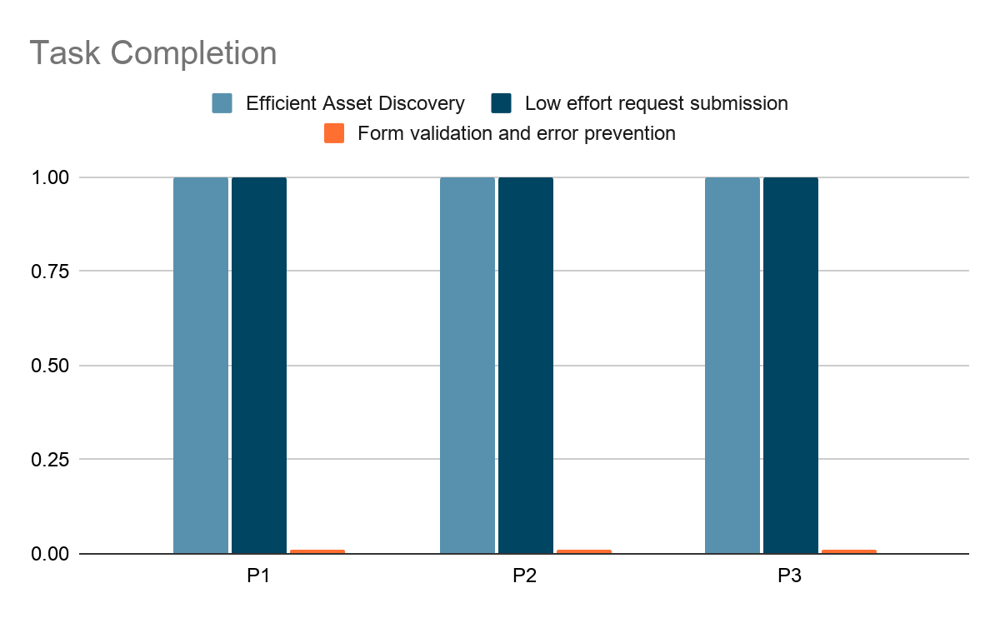 Task Completion
Efficient Asset Discovery Low effort request submission
Form validation and error prevention
1.00
0.75
0.50
0.25
0.00
P1 P2 P3